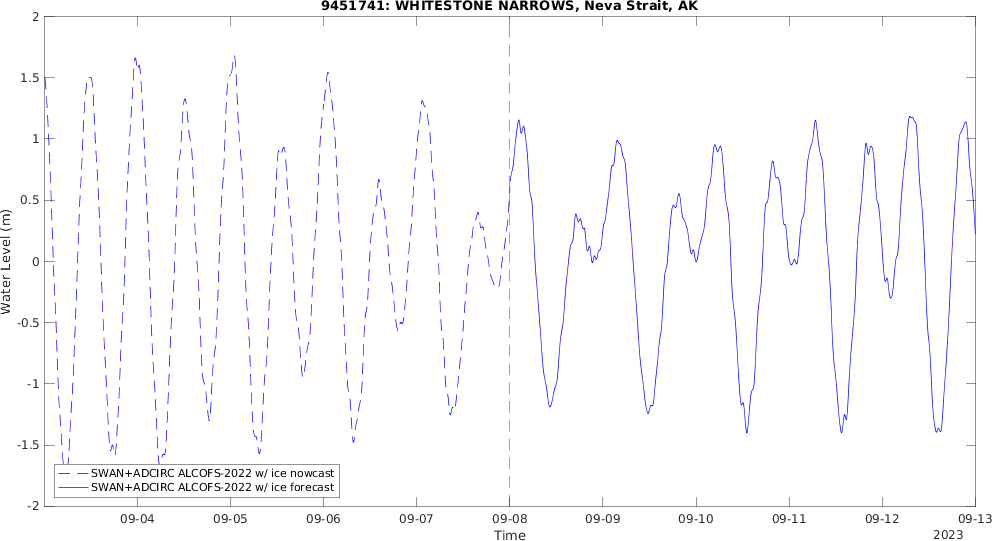 9451741: WHITESTONE NARROWS, Neva Strait, AK
2
1.5
1
0.5
0
-0.5
-1
-1.5
-2
Water Level (m)
SWAN+ADCIRC ALCOFS-2022 w/ ice nowcast
SWAN+ADCIRC ALCOFS-2022 w/ ice forecast
09-04 09-05 09-06 09-07 09-08 09-09 09-10 09-11 09-12 09-13
Time
2023